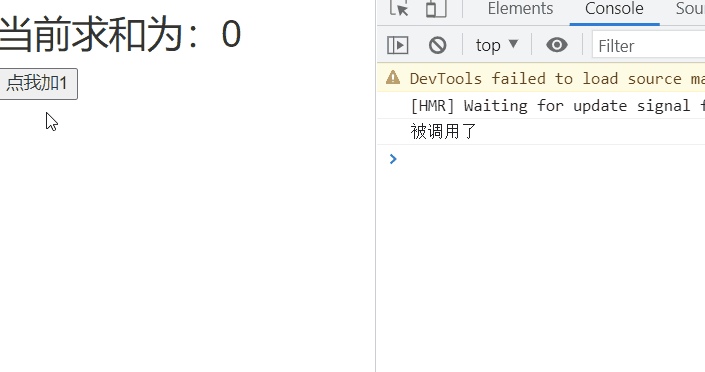 当前求和为：0
点我加1
Elements Console Sou
top Filter
DevTools failed to load source ma
[HMR] Waiting for update signal f
被调用了